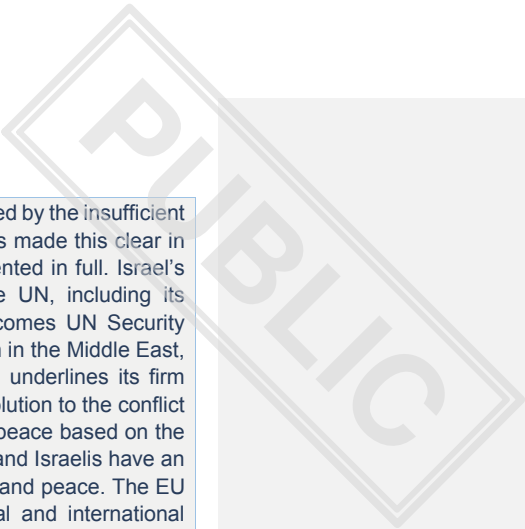 PUBLIC
ed by the insufficient
s made this clear in
nted in full. Israel's
e UN, including its
comes UN Security
n in the Middle East,
underlines its firm
olution to the conflict
peace based on the
and Israelis have an
and peace. The EU
al and international